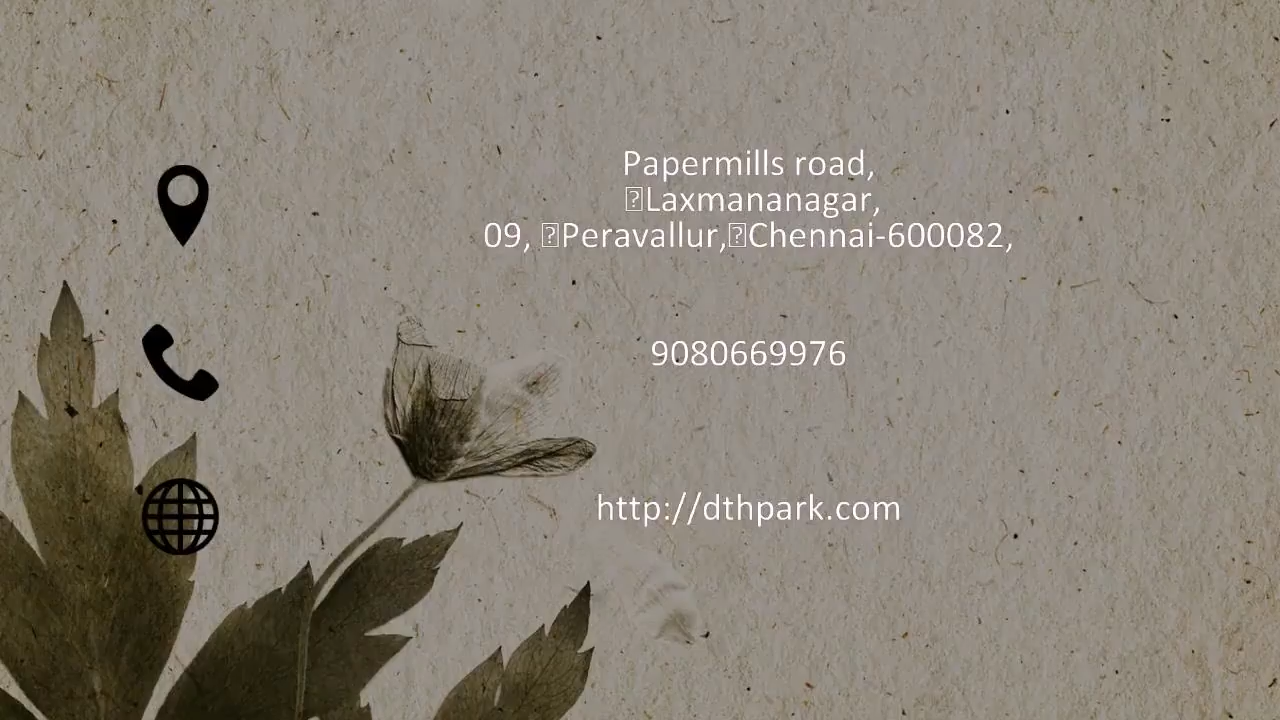 Papermills road,
Laxmananagar,
09, Peravallur,Chennai-600082,
9080669976
http://dthpark.com